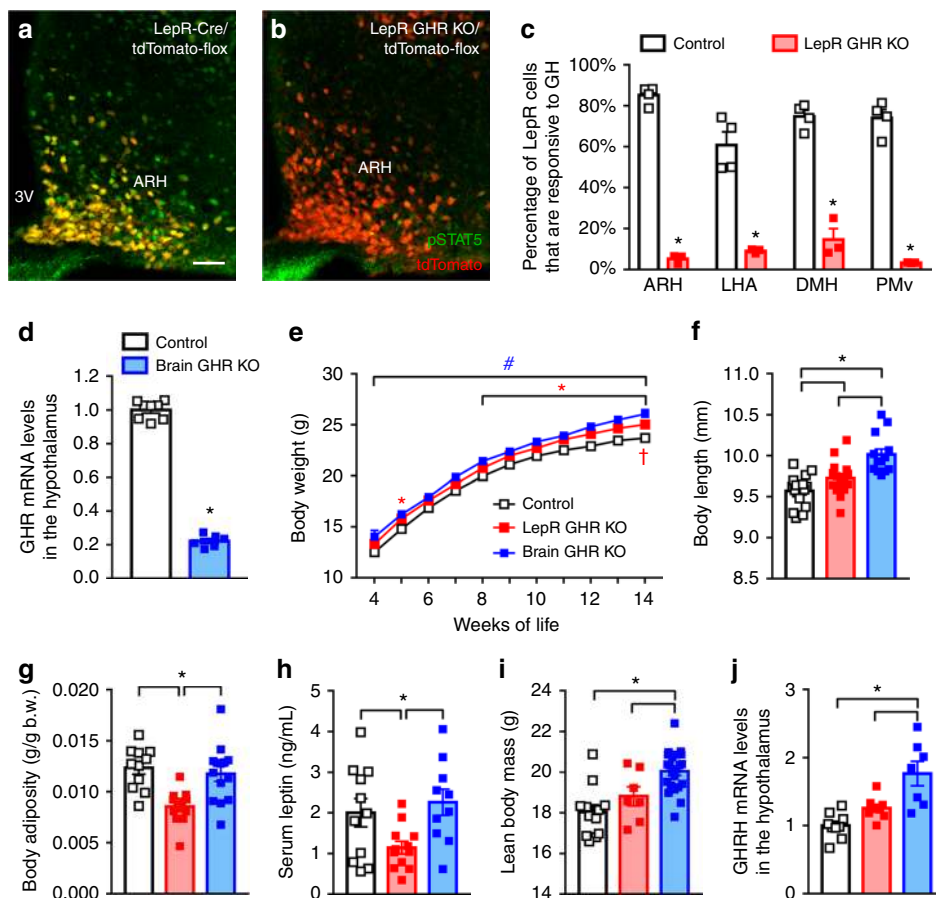 a
LepR-Cre/
tdTomato-flox
ARH
3V
b
LepR GHR KO/
tdTomato-flox
ARH
pSTAT5
tdTomato
c
Control
LepR GHR KO
Percentage of LepR cells
that are responsive to GH
100%
80%
60%
40%
20%
0%
* * * *
ARH LHA DMH PMv
d
Control
Brain GHR KO
GHR mRNA levels
in the hypothalamus
1.2
1.0
0.8
0.6
0.4
0.2
0.0
*
e
Body weight (g)
30
25
20
15
10
#
*
*
†
Control
LepR GHR KO
Brain GHR KO
4 6 8 10 12 14
Weeks of life
f
Body length (mm)
11.0
10.5
10.0
9.5
9.0
8.5
*
g
Body adiposity (g/g b.w.)
0.020
0.015
0.010
0.005
0.000
*
h
Serum leptin (ng/mL)
5
4
3
2
1
0
*
i
Lean body mass (g)
24
22
20
18
16
14
*
j
GHRH mRNA levels
in the hypothalamus
3
2
1
0
*